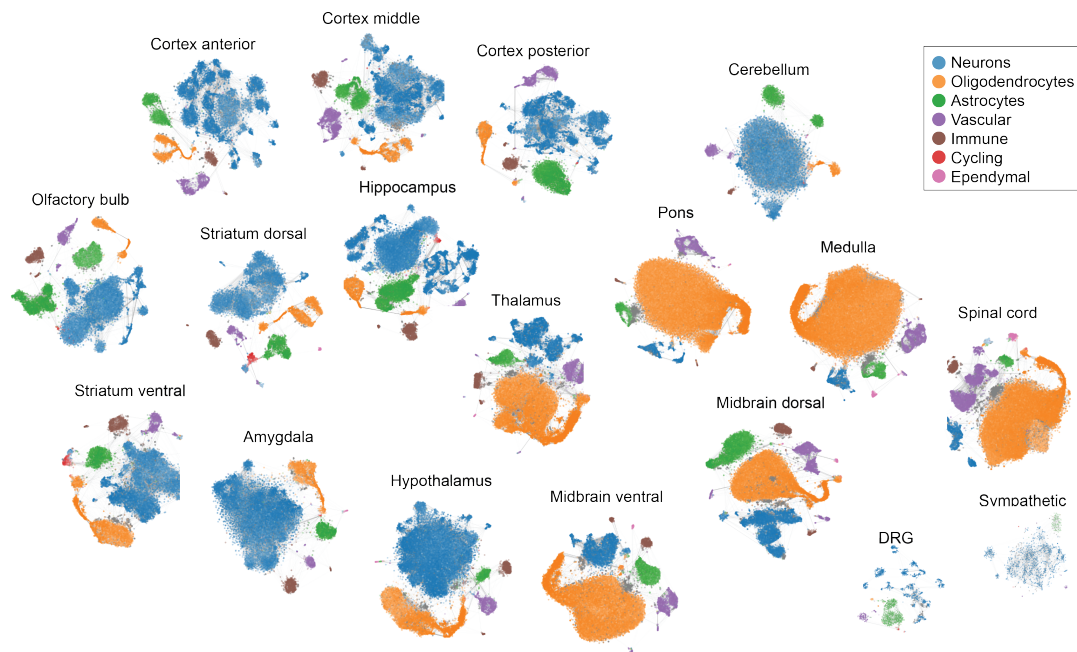 Cortex middle
Cortex anterior
Cortex posterior
Cerebellum
Neurons
Oligodendrocytes
Astrocytes
Vascular
Immune
Cycling
Ependymal
Olfactory bulb
Striatum dorsal
Hippocampus
Pons
Medulla
Thalamus
Spinal cord
Striatum ventral
Amygdala
Midbrain dorsal
Hypothalamus
Midbrain ventral
Sympathetic
DRG